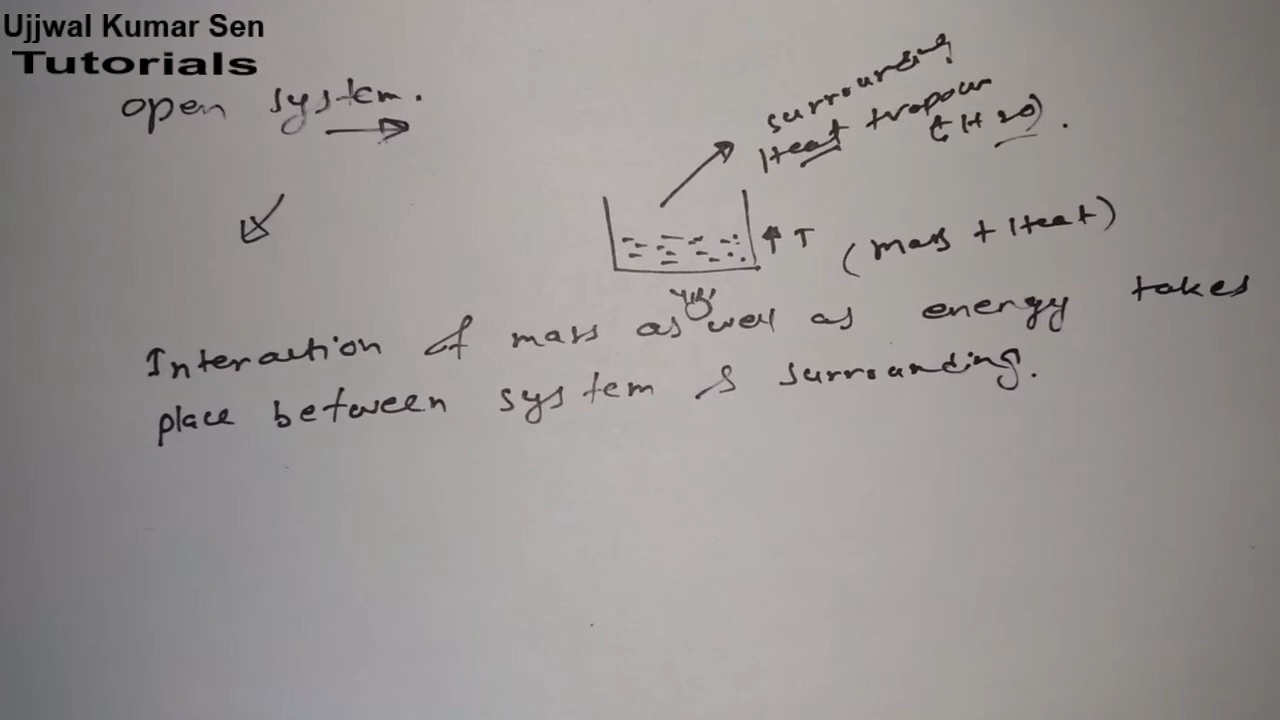 Ujjwal Kumar Sen
Tutorials
open system.
surrounding
Heat + vapour
(H2O).
↑ T (mass + Heat)
Interaction of mass as well as energy takes
place between system & surrounding.